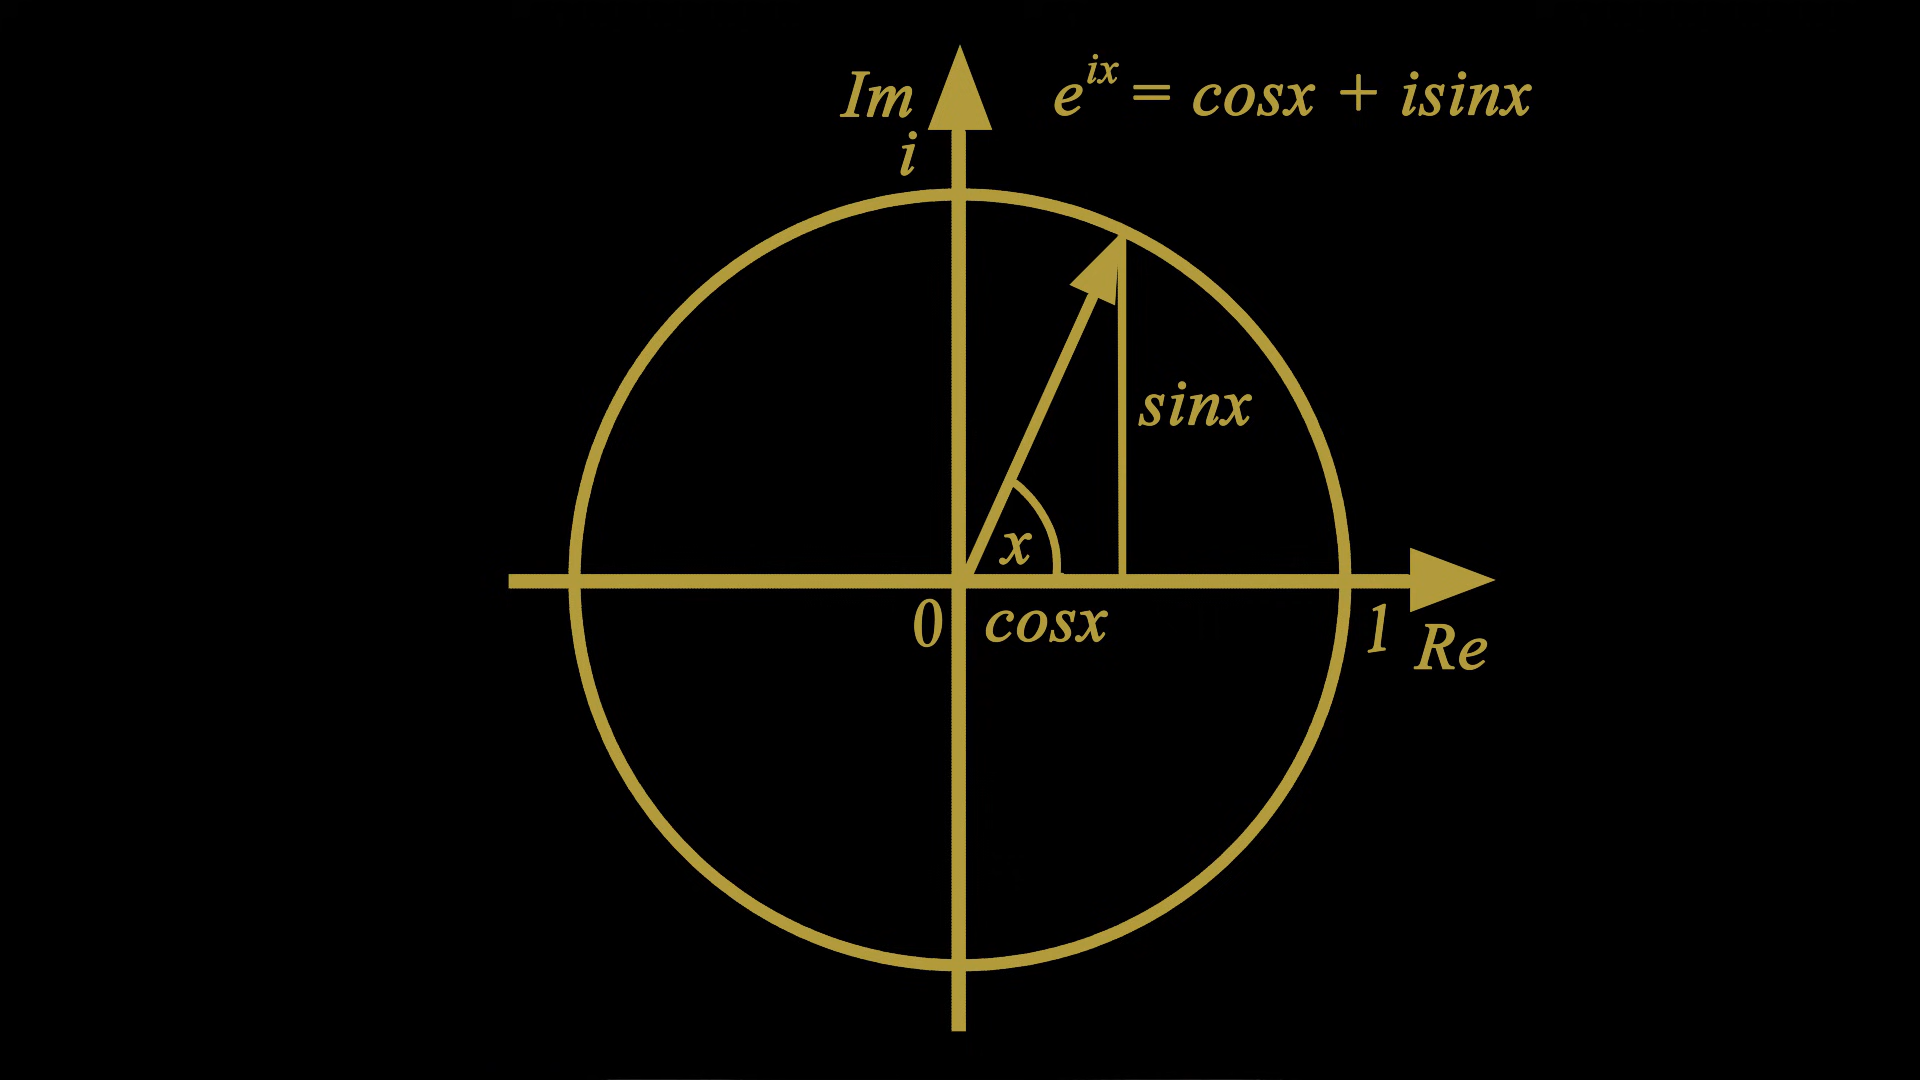 Im
e^{ix} = cosx + isinx
i
sinx
x
0
cosx
1
Re